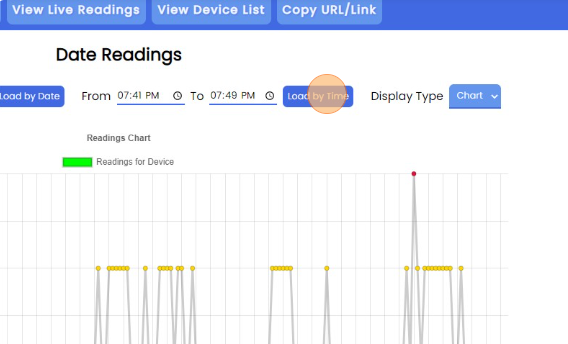 View Live Readings View Device List Copy URL/Link
Date Readings
Load by Date From 07:41 PM To 07:49 PM Load by Time Display Type Chart
Readings Chart
Readings for Device